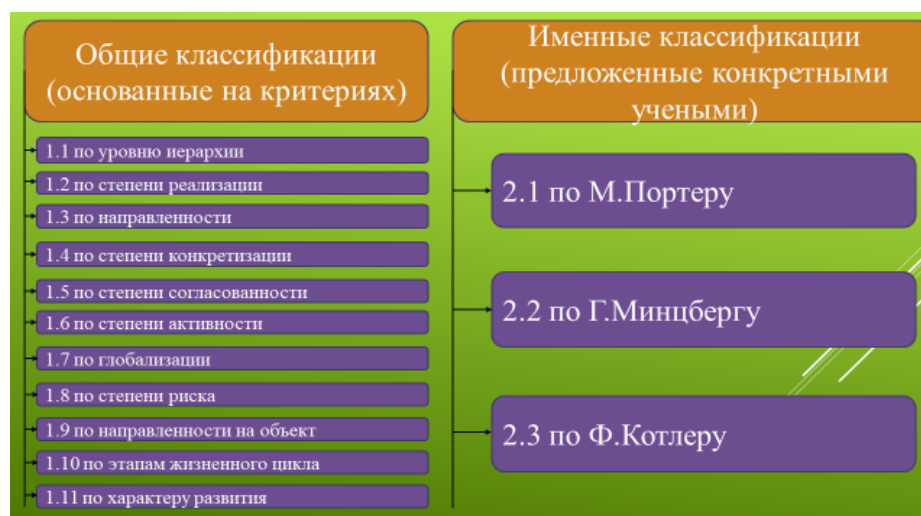 Общие классификации
(основанные на критериях)
1.1 по уровню иерархии
1.2 по степени реализации
1.3 по направленности
1.4 по степени конкретизации
1.5 по степени согласованности
1.6 по степени активности
1.7 по глобализации
1.8 по степени риска
1.9 по направленности на объект
1.10 по этапам жизненного цикла
1.11 по характеру развития
Именные классификации
(предложенные конкретными
учеными)
2.1 по М.Портеру
2.2 по Г.Минцбергу
2.3 по Ф.Котлеру